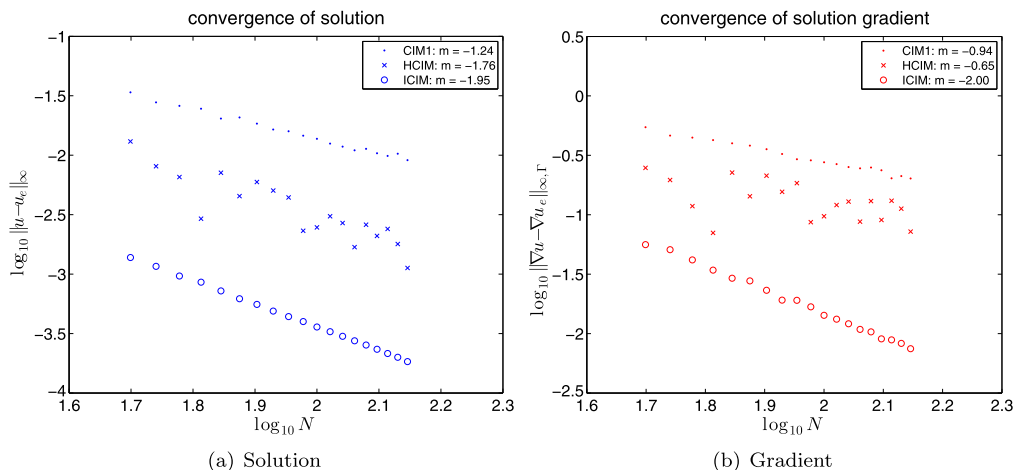 convergence of solution
−1
−1.5
−2
−2.5
−3
−3.5
−4
log₁₀ ‖u−uₑ‖∞
CIM1: m = −1.24
HCIM: m = −1.76
ICIM: m = −1.95
1.6 1.7 1.8 1.9 2 2.1 2.2 2.3
log₁₀ N
(a) Solution
convergence of solution gradient
0.5
0
−0.5
−1
−1.5
−2
−2.5
log₁₀ ‖∇u−∇uₑ‖∞,Γ
CIM1: m = −0.94
HCIM: m = −0.65
ICIM: m = −2.00
1.6 1.7 1.8 1.9 2 2.1 2.2 2.3
log₁₀ N
(b) Gradient